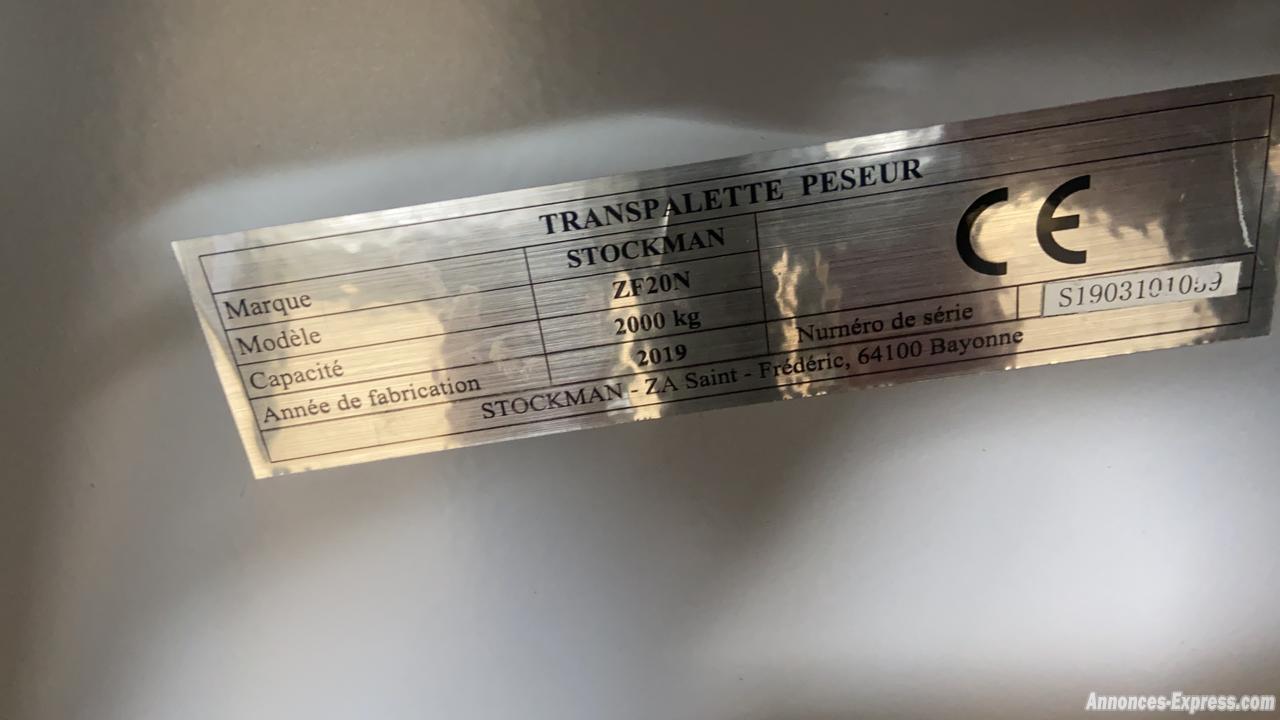 TRANSPALETTE PESEUR
Marque STOCKMAN
Modèle ZF20N
Capacité 2000 kg
Année de fabrication 2019
CE
Numéro de série
STOCKMAN - ZA Saint - Frédéric, 64100 Bayonne
Annonces-Express.com